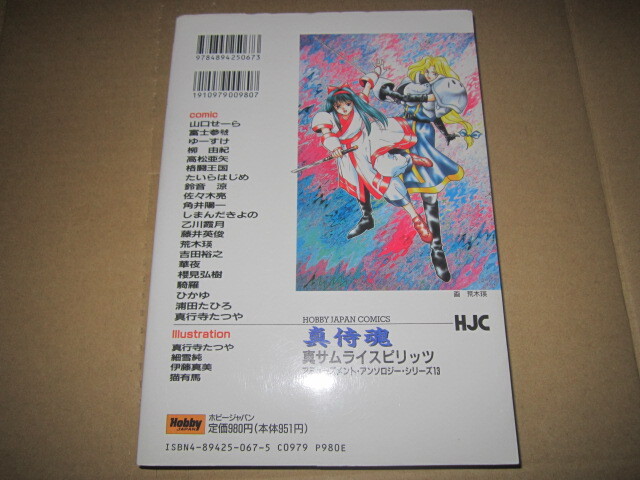 9784894250673
1910979009807
comic
山口せーら
富士参號
ゆーすけ
柳 由紀
高松亜矢
梧闘王国
たいらはじめ
鈴音 涼
佐々木亮
角井陽一
しまんだきよの
乙川霞月
藤井英俊
荒木瑛
吉田裕之
華夜
櫻見弘樹
騎羅
ひかゆ
浦田たひろ
真行寺たつや
Illustration
真行寺たつや
細雪純
伊藤真美
猫有馬
画 荒木瑛
HOBBY JAPAN COMICS
HJC
真侍魂
真サムライスピリッツ
アミューズメント・アンソロジー・シリーズ13
Hobby
JAPAN
ホビージャパン
定価980円(本体951円)
ISBN4-89425-067-5 C0979 P980E